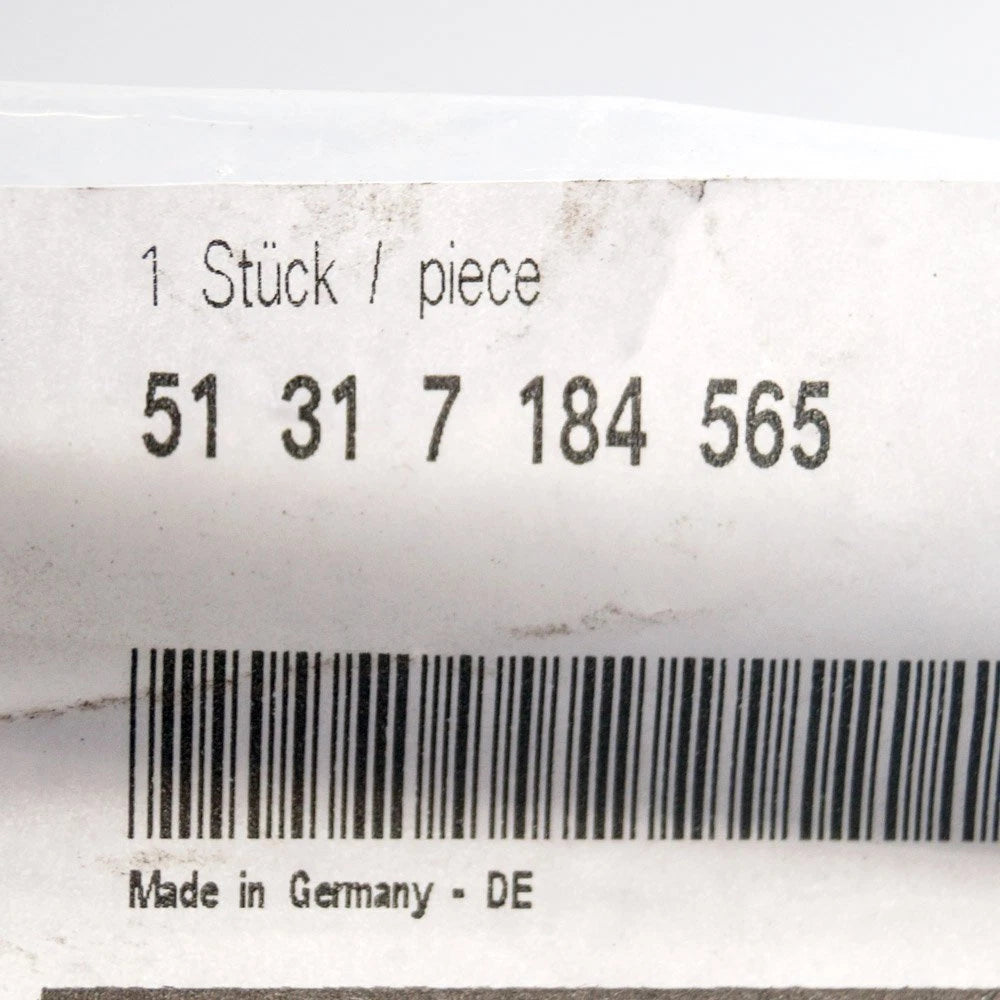 1 Stück / piece
51 31 7 184 565
Made in Germany - DE